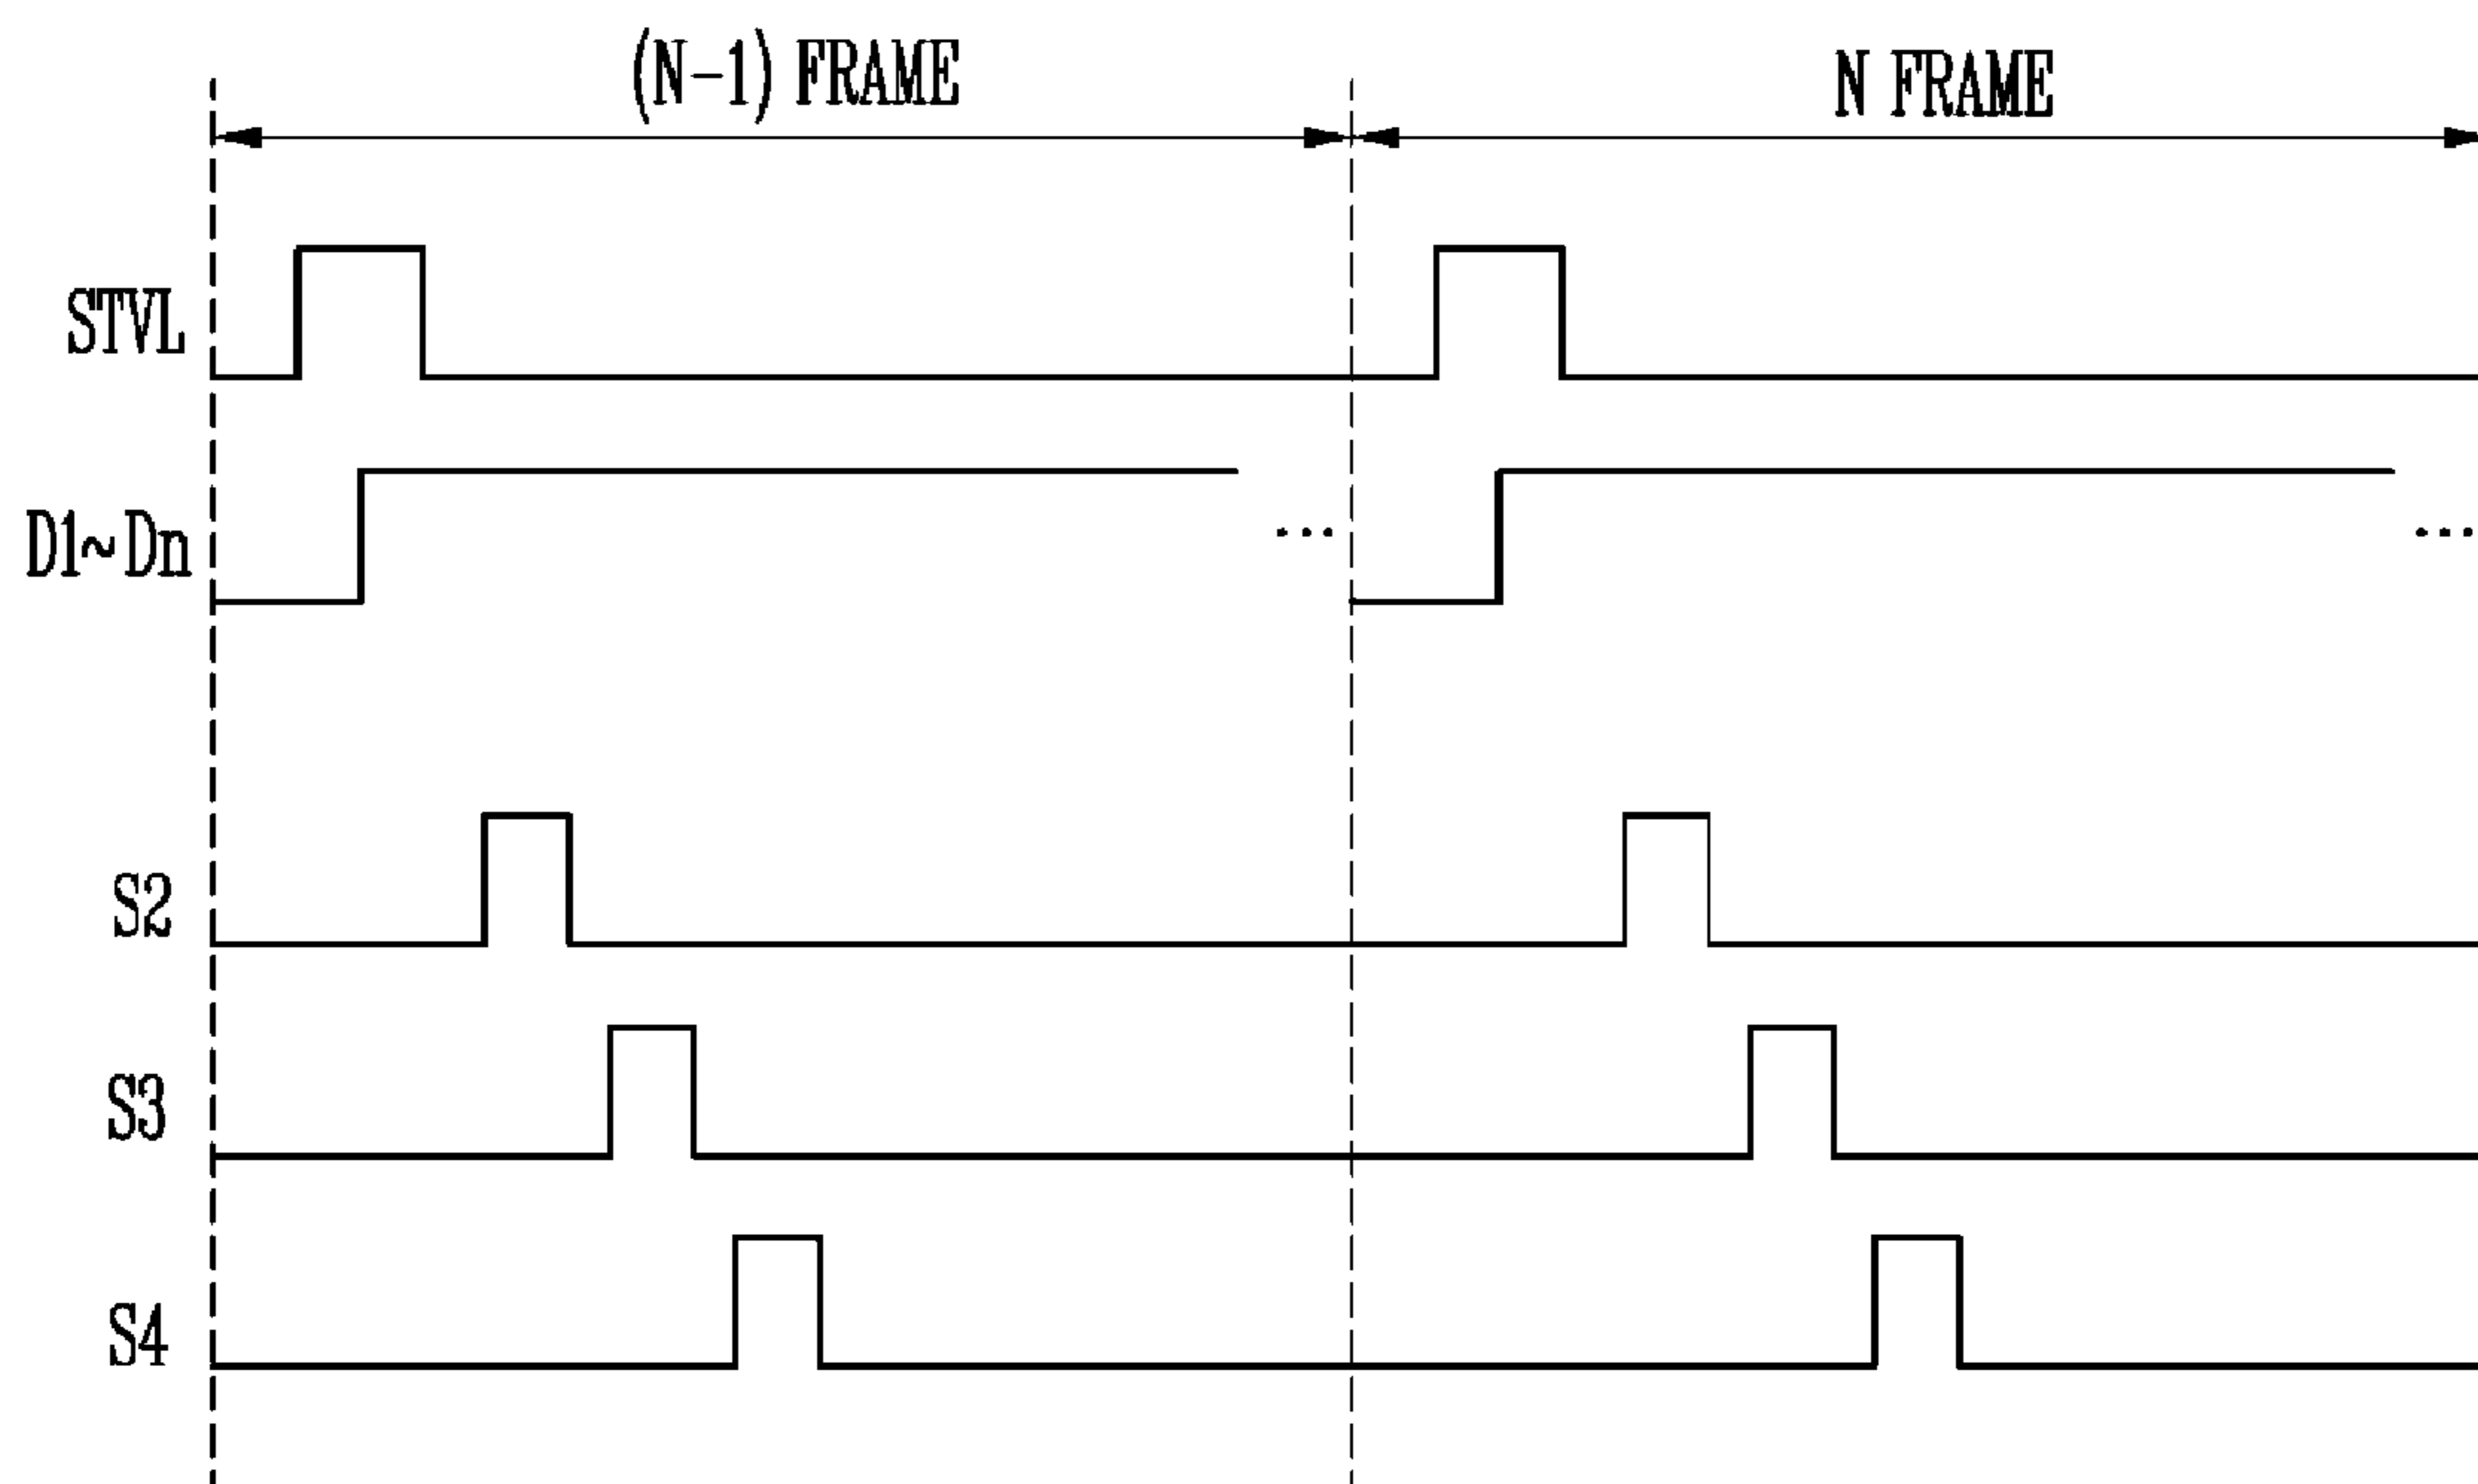 (N-1) FRAME
N FRAME
STVL
D1~Dn
...
...
S2
S3
S4